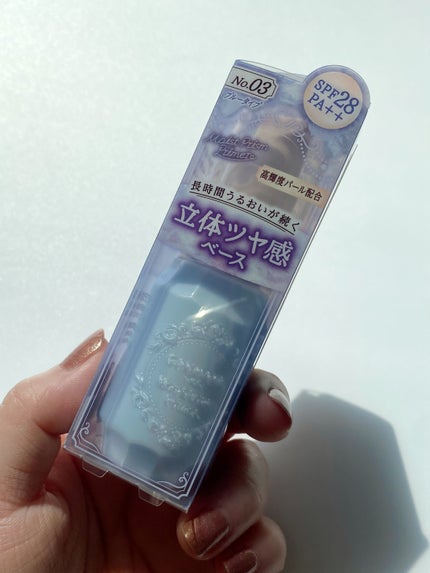 No.03
ブルータイプ
SPF28
PA++
高輝度パール配合
長時間うるおいが続く
立体ツヤ感
ベース